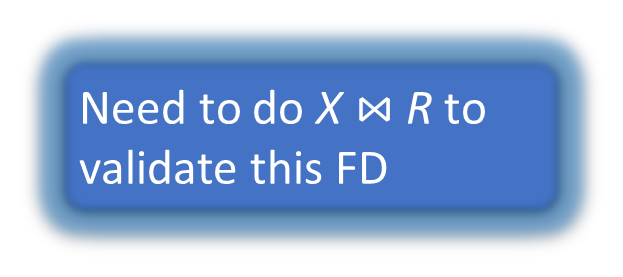 Need to do X ⋈ R to
validate this FD